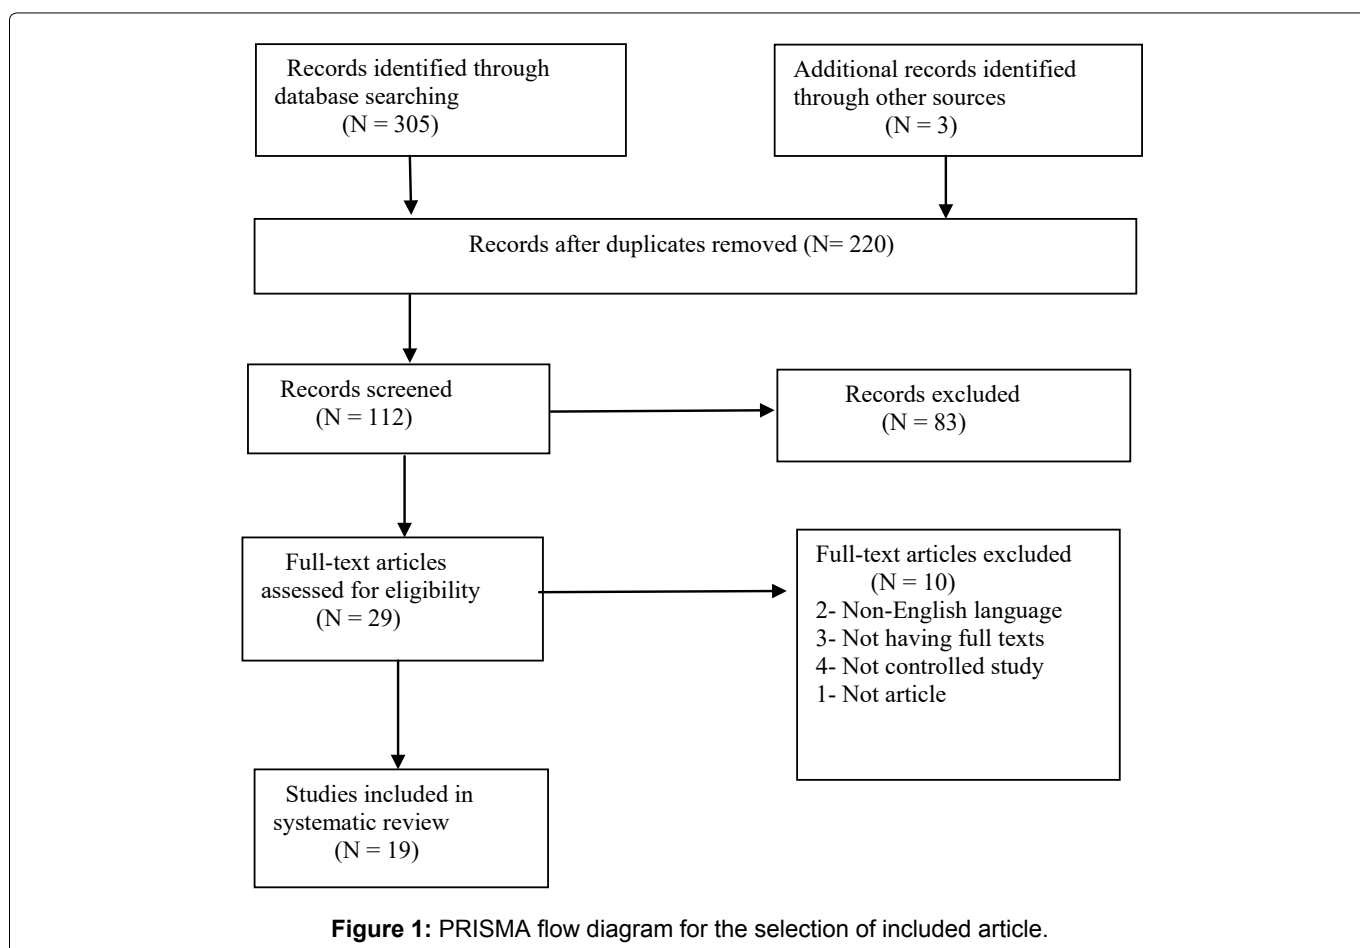 Records identified through
database searching
(N = 305)
Additional records identified
through other sources
(N = 3)
Records after duplicates removed (N= 220)
Records screened
(N = 112)
Records excluded
(N = 83)
Full-text articles
assessed for eligibility
(N = 29)
Full-text articles excluded
(N = 10)
2- Non-English language
3- Not having full texts
4- Not controlled study
1- Not article
Studies included in
systematic review
(N = 19)
Figure 1: PRISMA flow diagram for the selection of included article.